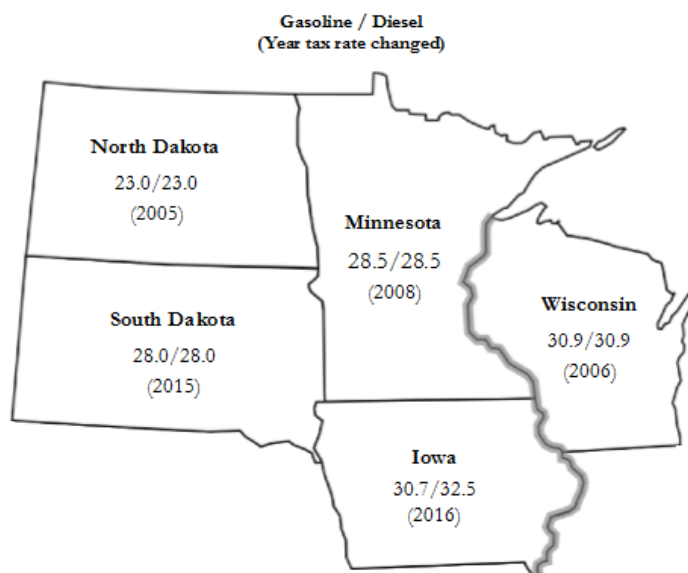 Gasoline / Diesel
(Year tax rate changed)
North Dakota
23.0/23.0
(2005)
Minnesota
28.5/28.5
(2008)
South Dakota
28.0/28.0
(2015)
Wisconsin
30.9/30.9
(2006)
Iowa
30.7/32.5
(2016)